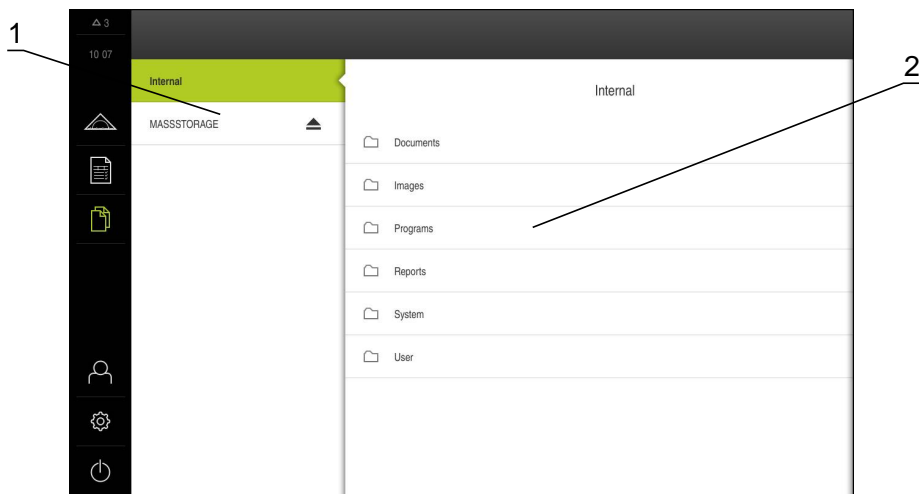 1
3
10 07
Internal
MASSSTORAGE
2
Internal
Documents
Images
Programs
Reports
System
User